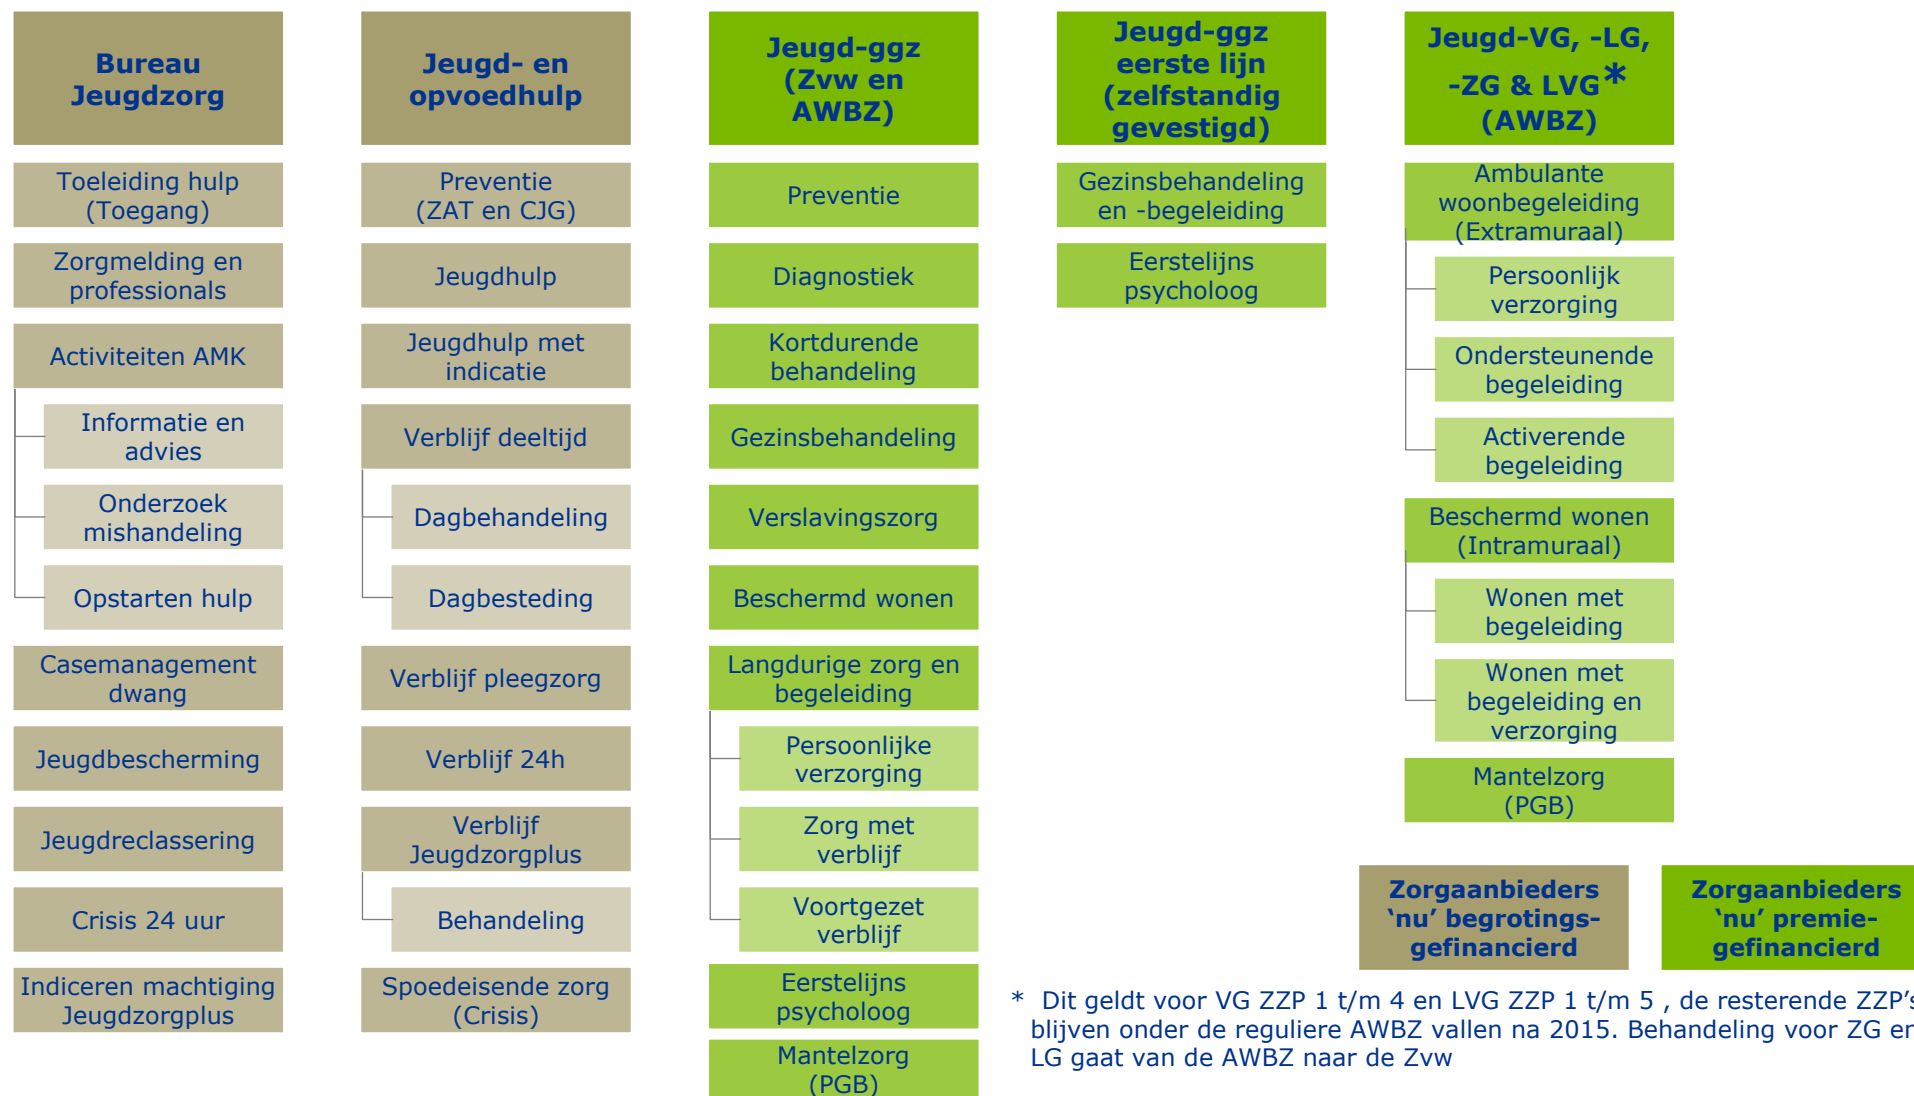 Bureau
Jeugdzorg
Toeleiding hulp
(Toegang)
Zorgmelding en
professionals
Activiteiten AMK
Informatie en
advies
Onderzoek
mishandeling
Opstarten hulp
Casemanagement
dwang
Jeugdbescherming
Jeugdreclassering
Crisis 24 uur
Indiceren machtiging
Jeugdzorgplus
Jeugd- en
opvoedhulp
Preventie
(ZAT en CJG)
Jeugdhulp
Jeugdhulp met
indicatie
Verblijf deeltijd
Dagbehandeling
Dagbesteding
Verblijf pleegzorg
Verblijf 24h
Verblijf
Jeugdzorgplus
Behandeling
Spoedeisende zorg
(Crisis)
Jeugd-ggz
(Zvw en
AWBZ)
Preventie
Diagnostiek
Kortdurende
behandeling
Gezinsbehandeling
Verslavingszorg
Beschermd wonen
Langdurige zorg en
begeleiding
Persoonlijke
verzorging
Zorg met
verblijf
Voortgezet
verblijf
Eerstelijns
psycholoog
Mantelzorg
(PGB)
Jeugd-ggz
eerste lijn
(zelfstandig
gevestigd)
Gezinsbehandeling
en -begeleiding
Eerstelijns
psycholoog
Jeugd-VG, -LG,
-ZG & LVG*
(AWBZ)
Ambulante
woonbegeleiding
(Extramuraal)
Persoonlijk
verzorging
Ondersteunende
begeleiding
Activerende
begeleiding
Beschermd wonen
(Intramuraal)
Wonen met
begeleiding
Wonen met
begeleiding en
verzorging
Mantelzorg
(PGB)
Zorgaanbieders
‘nu’ begrotings-
gefinancierd
Zorgaanbieders
‘nu’ premie-
gefinancierd
* Dit geldt voor VG ZZP 1 t/m 4 en LVG ZZP 1 t/m 5 , de resterende ZZP’s
blijven onder de reguliere AWBZ vallen na 2015. Behandeling voor ZG en
LG gaat van de AWBZ naar de Zvw